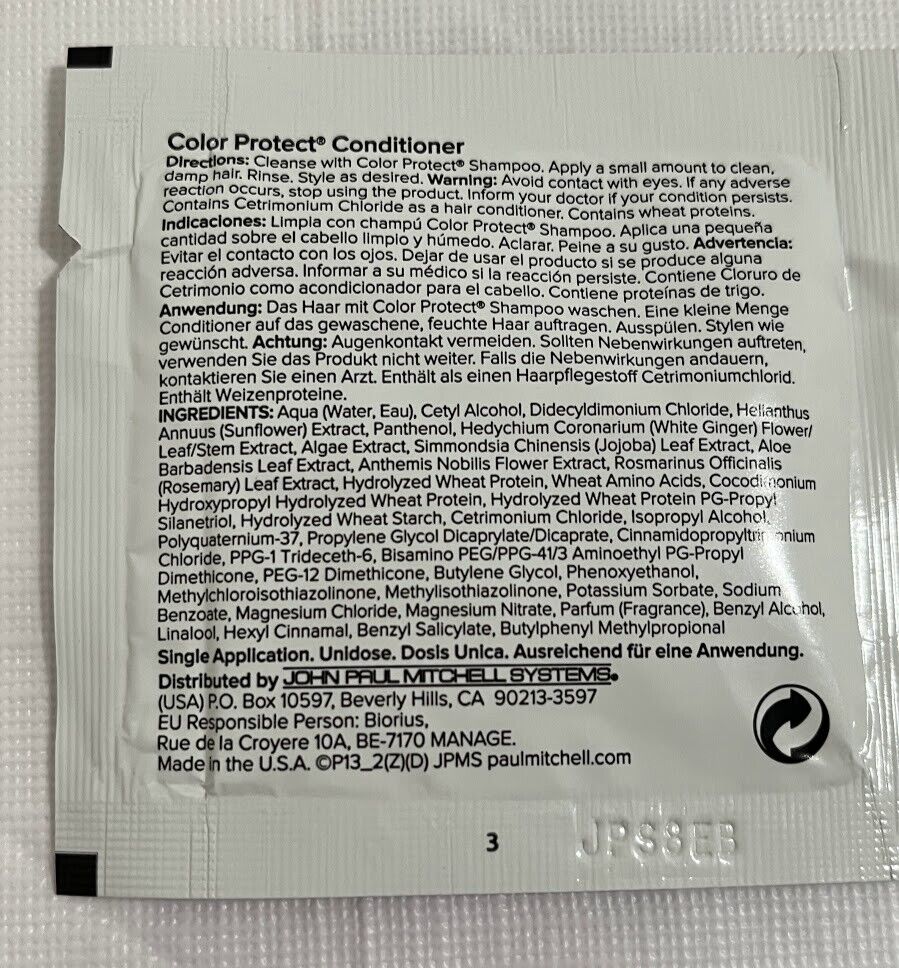 Color Protect® Conditioner
Directions: Cleanse with Color Protect® Shampoo. Apply a small amount to clean,
damp hair. Rinse. Style as desired. Warning: Avoid contact with eyes. If any adverse
reaction occurs, stop using the product. Inform your doctor if your condition persists.
Contains Cetrimonium Chloride as a hair conditioner. Contains wheat proteins.
Indicaciones: Limpia con champú Color Protect® Shampoo. Aplica una pequeña
cantidad sobre el cabello limpio y húmedo. Aclarar. Peine a su gusto. Advertencia:
Evitar el contacto con los ojos. Dejar de usar el producto si se produce alguna
reacción adversa. Informar a su médico si la reacción persiste. Contiene Cloruro de
Cetrimonio como acondicionador para el cabello. Contiene proteínas de trigo.
Anwendung: Das Haar mit Color Protect® Shampoo waschen. Eine kleine Menge
Conditioner auf das gewaschene, feuchte Haar auftragen. Ausspülen. Stylen wie
gewünscht. Achtung: Augenkontakt vermeiden. Sollten Nebenwirkungen auftreten,
verwenden Sie das Produkt nicht weiter. Falls die Nebenwirkungen andauern,
kontaktieren Sie einen Arzt. Enthält als einen Haarpflegestoff Cetrimoniumchlorid.
Enthält Weizenproteine.
INGREDIENTS: Aqua (Water, Eau), Cetyl Alcohol, Didecyldimonium Chloride, Helianthus
Annuus (Sunflower) Extract, Panthenol, Hedychium Coronarium (White Ginger) Flower/
Leaf/Stem Extract, Algae Extract, Simmondsia Chinensis (Jojoba) Leaf Extract, Aloe
Barbadensis Leaf Extract, Anthemis Nobilis Flower Extract, Rosmarinus Officinalis
(Rosemary) Leaf Extract, Hydrolyzed Wheat Protein, Wheat Amino Acids, Cocodimonium
Hydroxypropyl Hydrolyzed Wheat Protein, Hydrolyzed Wheat Protein PG-Propyl
Silanetriol, Hydrolyzed Wheat Starch, Cetrimonium Chloride, Isopropyl Alcohol,
Polyquaternium-37, Propylene Glycol Dicaprylate/Dicaprate, Cinnamidopropyltrimonium
Chloride, PPG-1 Trideceth-6, Bisamino PEG/PPG-41/3 Aminoethyl PG-Propyl
Dimethicone, PEG-12 Dimethicone, Butylene Glycol, Phenoxyethanol,
Methylchloroisothiazolinone, Methylisothiazolinone, Potassium Sorbate, Sodium
Benzoate, Magnesium Chloride, Magnesium Nitrate, Parfum (Fragrance), Benzyl Alcohol,
Linalool, Hexyl Cinnamal, Benzyl Salicylate, Butylphenyl Methylpropional
Single Application. Unidose. Dosis Unica. Ausreichend für eine Anwendung.
Distributed by JOHN PAUL MITCHELL SYSTEMS®
(USA) P.O. Box 10597, Beverly Hills, CA 90213-3597
EU Responsible Person: Biorius,
Rue de la Croyere 10A, BE-7170 MANAGE.
Made in the U.S.A. ©P13_2(Z)(D) JPMS paulmitchell.com
3
JPS8EB